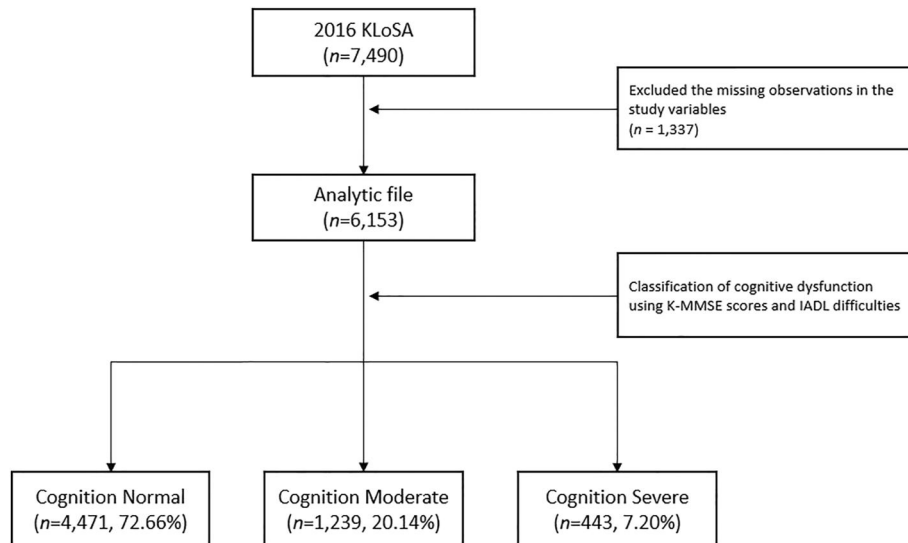 2016 KLoSA
(n=7,490)
Excluded the missing observations in the
study variables
(n = 1,337)
Analytic file
(n=6,153)
Classification of cognitive dysfunction
using K-MMSE scores and IADL difficulties
Cognition Normal
(n=4,471, 72.66%)
Cognition Moderate
(n=1,239, 20.14%)
Cognition Severe
(n=443, 7.20%)